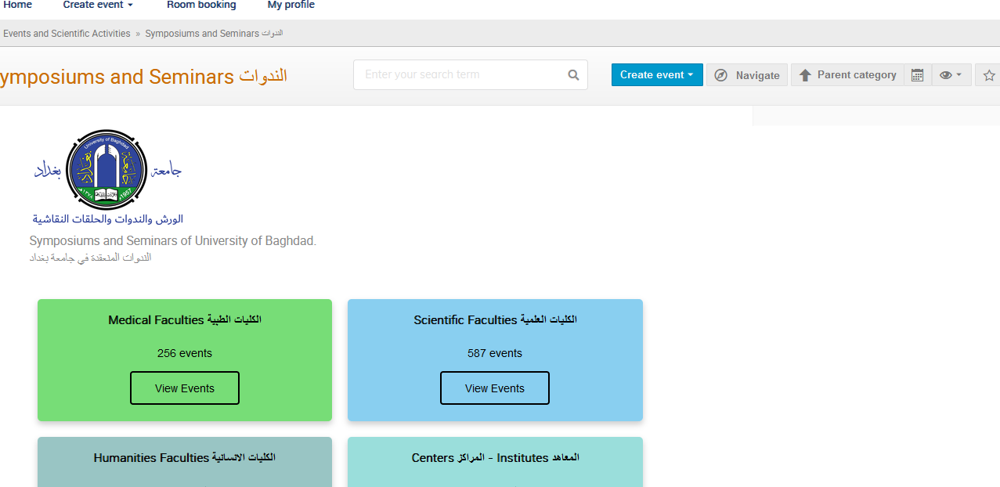 Home Create event Room booking My profile
Events and Scientific Activities » Symposiums and Seminars الندوات
ymposiums and Seminars الندوات
Enter your search term
Create event Navigate Parent category
University of Baghdad
جامعة بغداد
1957
الورش والندوات والحلقات النقاشية
Symposiums and Seminars of University of Baghdad.
الندوات المنعقدة في جامعة بغداد
Medical Faculties الكليات الطبية
256 events
View Events
Scientific Faculties الكليات العلمية
587 events
View Events
Humanities Faculties الكليات الانسانية
Centers المراكز - Institutes المعاهد